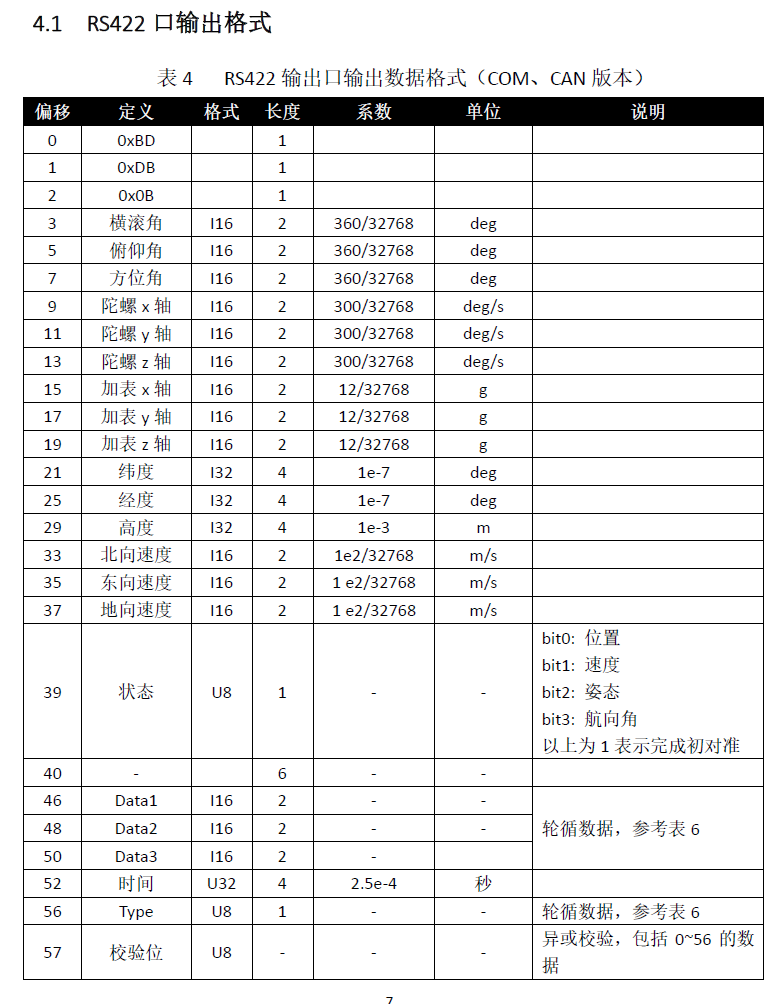 4.1 RS422 口输出格式
表 4 RS422 输出口输出数据格式（COM、CAN 版本）
偏移 定义 格式 长度 系数 单位 说明
0 0xBD 1
1 0xDB 1
2 0x0B 1
3 横滚角 I16 2 360/32768 deg
5 俯仰角 I16 2 360/32768 deg
7 方位角 I16 2 360/32768 deg
9 陀螺 x 轴 I16 2 300/32768 deg/s
11 陀螺 y 轴 I16 2 300/32768 deg/s
13 陀螺 z 轴 I16 2 300/32768 deg/s
15 加表 x 轴 I16 2 12/32768 g
17 加表 y 轴 I16 2 12/32768 g
19 加表 z 轴 I16 2 12/32768 g
21 纬度 I32 4 1e-7 deg
25 经度 I32 4 1e-7 deg
29 高度 I32 4 1e-3 m
33 北向速度 I16 2 1e2/32768 m/s
35 东向速度 I16 2 1 e2/32768 m/s
37 地向速度 I16 2 1 e2/32768 m/s
39 状态 U8 1 - - bit0: 位置
bit1: 速度
bit2: 姿态
bit3: 航向角
以上为 1 表示完成初对准
40 - 6 - -
46 Data1 I16 2 - -
48 Data2 I16 2 - - 轮循数据，参考表 6
50 Data3 I16 2 -
52 时间 U32 4 2.5e-4 秒
56 Type U8 1 - - 轮循数据，参考表 6
57 校验位 U8 - - - 异或校验，包括 0~56 的数
据
7